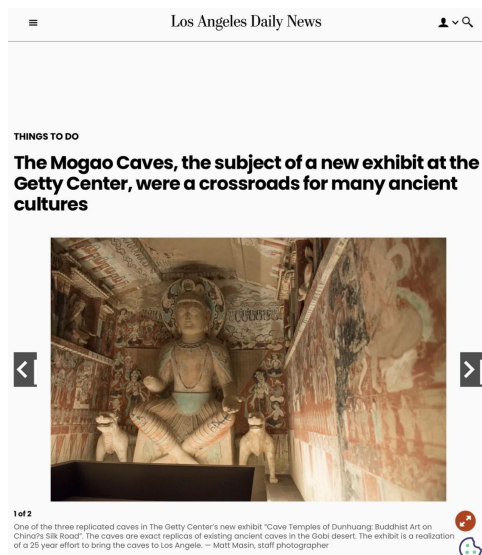 Los Angeles Daily News
THINGS TO DO
The Mogao Caves, the subject of a new exhibit at the
Getty Center, were a crossroads for many ancient
cultures
1 of 2
One of the three replicated caves in The Getty Center's new exhibit "Cave Temples of Dunhuang: Buddhist Art on
China?s Silk Road". The caves are exact replicas of existing ancient caves in the Gobi desert. The exhibit is a realization
of a 25 year effort to bring the caves to Los Angele. — Matt Masin, staff photographer